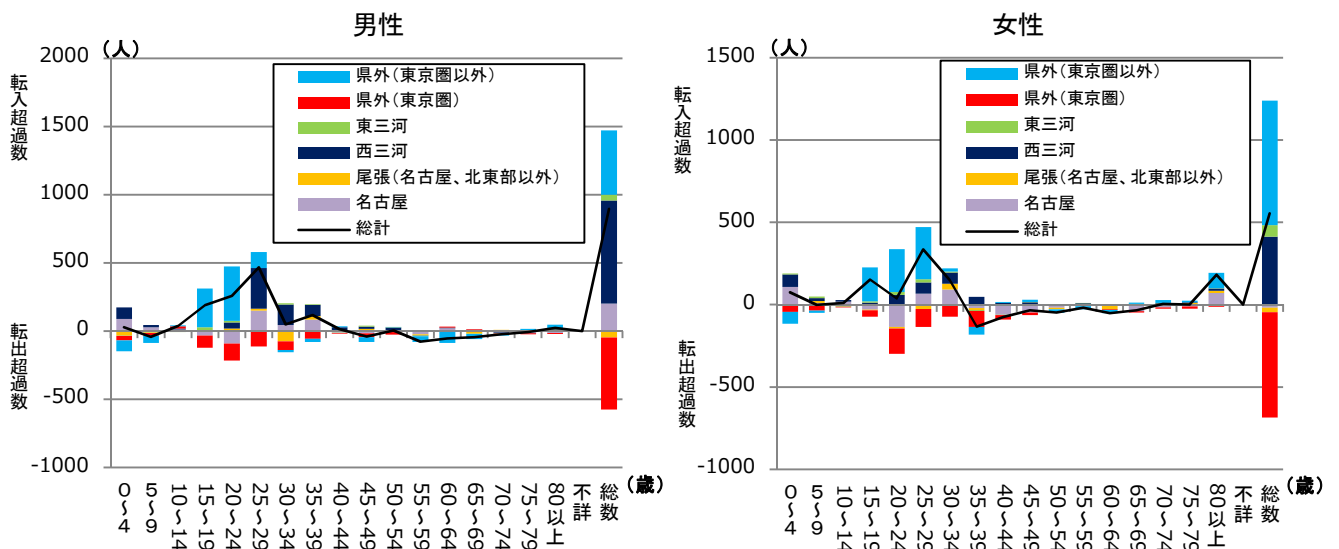 男性
(人)
2000
1500
1000
500
0
-500
-1000
転入超過数
転出超過数
県外(東京圏以外)
県外(東京圏)
東三河
西三河
尾張(名古屋、北東部以外)
名古屋
総計
0~4
5~9
10~14
15~19
20~24
25~29
30~34
35~39
40~44
45~49
50~54
55~59
60~64
65~69
70~74
75~79
80以上
不詳
総数
(歳)
女性
(人)
1500
1000
500
0
-500
-1000
転入超過数
転出超過数
県外(東京圏以外)
県外(東京圏)
東三河
西三河
尾張(名古屋、北東部以外)
名古屋
総計
0~4
5~9
10~14
15~19
20~24
25~29
30~34
35~39
40~44
45~49
50~54
55~59
60~64
65~69
70~74
75~79
80以上
不詳
総数
(歳)